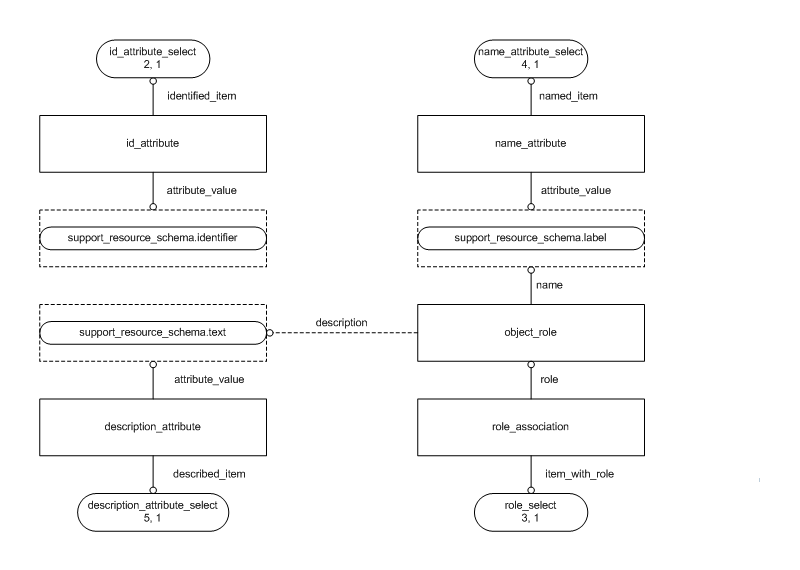 id_attribute_select
2, 1
name_attribute_select
4, 1
identified_item
named_item
id_attribute
name_attribute
attribute_value
attribute_value
support_resource_schema.identifier
support_resource_schema.label
name
support_resource_schema.text
description
object_role
attribute_value
role
description_attribute
role_association
described_item
item_with_role
description_attribute_select
5, 1
role_select
3, 1